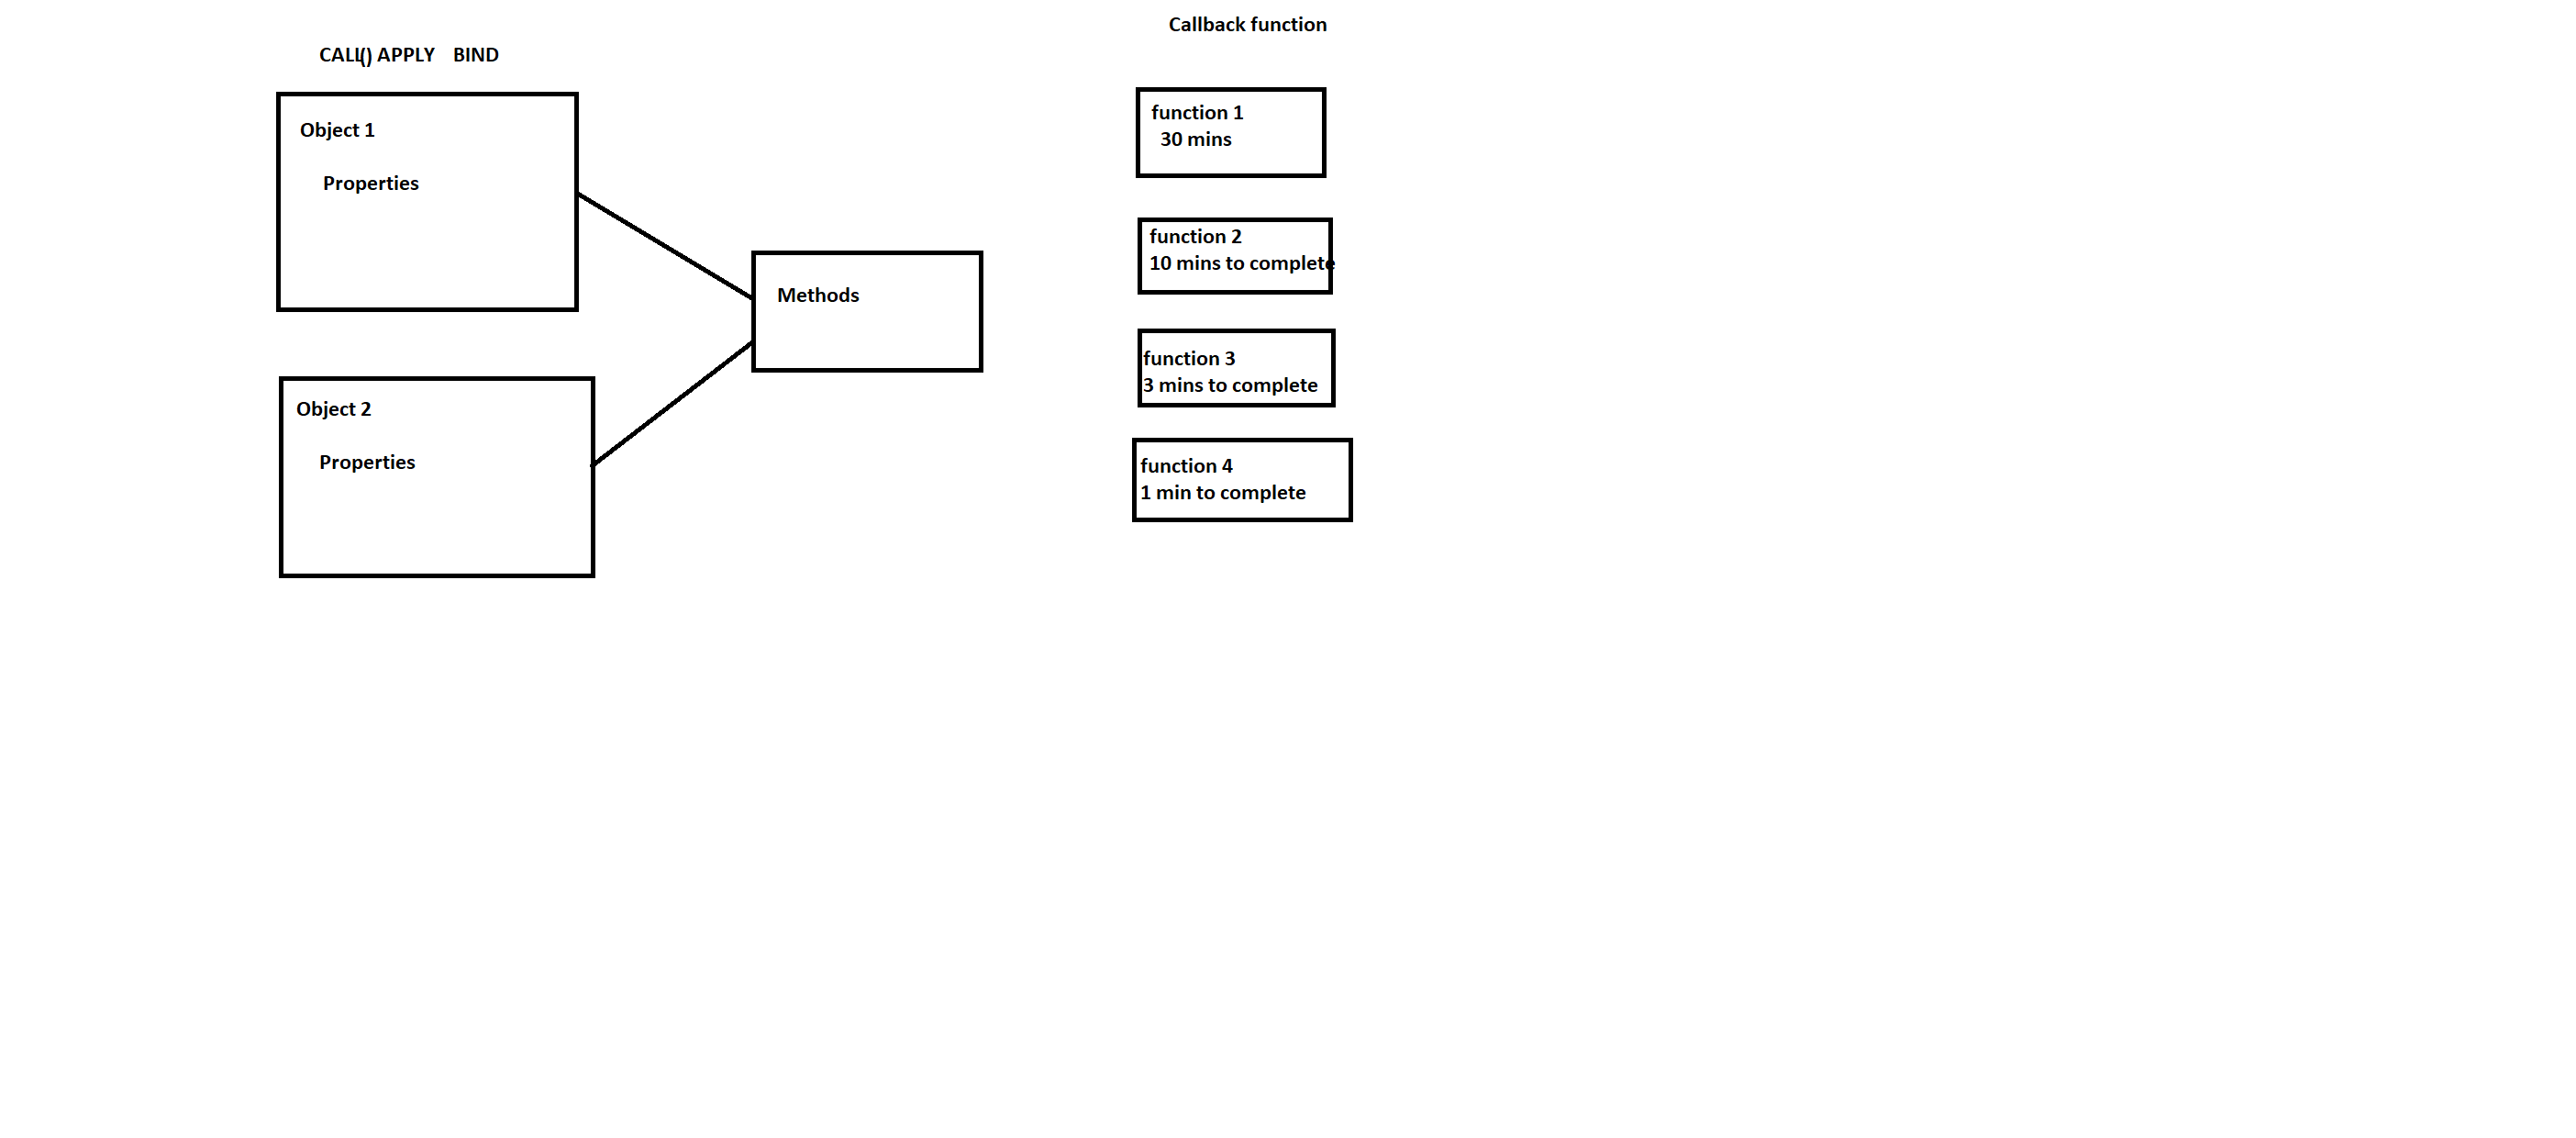 CALL() APPLY BIND
Object 1
Properties
Object 2
Properties
Methods
Callback function
function 1
30 mins
function 2
10 mins to complete
function 3
3 mins to complete
function 4
1 min to complete